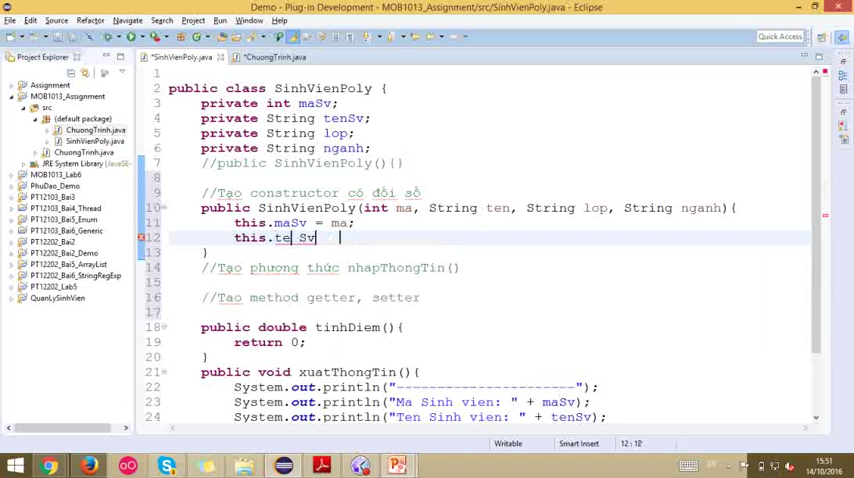 Demo - Plug-in Development - MOB1013_Assignment/src/SinhVienPoly.java - Eclipse
File Edit Source Refactor Navigate Search Project Run Window Help
Quick Access
Project Explorer
*SinhVienPoly.java
*ChuongTrinh.java
Assignment
MOB1013_Assignment
src
(default package)
ChuongTrinh.java
SinhVienPoly.java
JRE System Library [JavaSE-
MOB1013_Lab6
PhuDao_Demo
PT12103_Bai3
PT12103_Bai4_Thread
PT12103_Bai5_Enum
PT12202_Bai2
PT12202_Bai2_Demo
PT12202_Bai5_ArrayList
PT12202_Bai6_StringRegExp
PT12202_Lab5
QuanLySinhVien
1
2 public class SinhVienPoly {
3 private int maSv;
4 private String tenSv;
5 private String lop;
6 private String nganh;
7 //public SinhVienPoly(){}
8
9 //Tạo constructor có đối số
10 public SinhVienPoly(int ma, String ten, String lop, String nganh){
11 this.maSv = ma;
12 this.te Sv
13 }
14 //Tạo phương thức nhapThongTin()
15
16 //Tao method getter, setter
17
18 public double tinhDiem(){
19 return 0;
20 }
21 public void xuatThongTin(){
22 System.out.println("----------------------");
23 System.out.println("Ma Sinh vien: " + maSv);
24 System.out.println("Ten Sinh vien: " + tenSv);
Writable
Smart Insert
12 : 12
15:51
14/10/2016